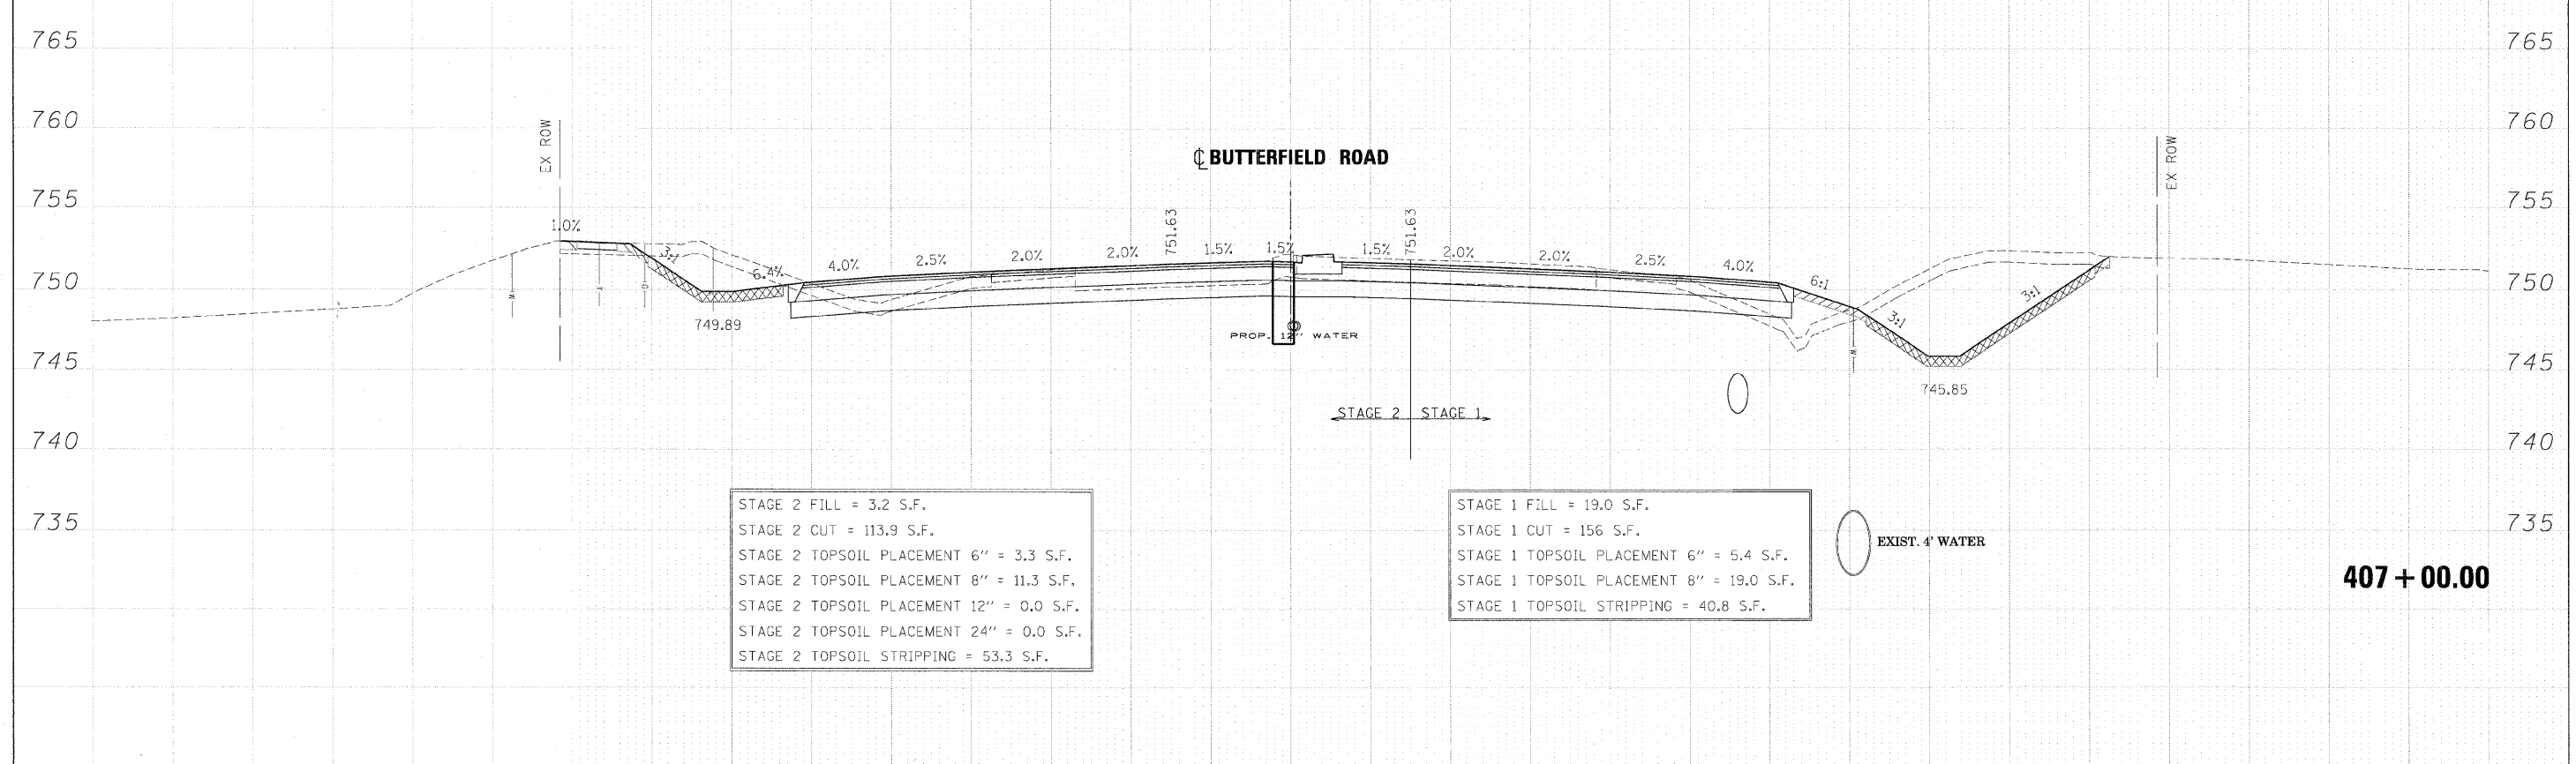 765
765
760
760
EX ROW
EX ROW
℄ BUTTERFIELD ROAD
755
755
1.0%
3:1
6.4%
4.0%
2.5%
2.0%
2.0%
751.63
1.5%
1.5%
1.5%
751.63
2.0%
2.0%
2.5%
4.0%
6:1
3:1
3:1
750
750
749.89
PROP. 12" WATER
745
745
745.85
STAGE 2 STAGE 1
740
740
STAGE 2 FILL = 3.2 S.F.
STAGE 2 CUT = 113.9 S.F.
STAGE 2 TOPSOIL PLACEMENT 6" = 3.3 S.F.
STAGE 2 TOPSOIL PLACEMENT 8" = 11.3 S.F.
STAGE 2 TOPSOIL PLACEMENT 12" = 0.0 S.F.
STAGE 2 TOPSOIL PLACEMENT 24" = 0.0 S.F.
STAGE 2 TOPSOIL STRIPPING = 53.3 S.F.
STAGE 1 FILL = 19.0 S.F.
STAGE 1 CUT = 156 S.F.
STAGE 1 TOPSOIL PLACEMENT 6" = 5.4 S.F.
STAGE 1 TOPSOIL PLACEMENT 8" = 19.0 S.F.
STAGE 1 TOPSOIL STRIPPING = 40.8 S.F.
735
735
EXIST. 4' WATER
407+00.00